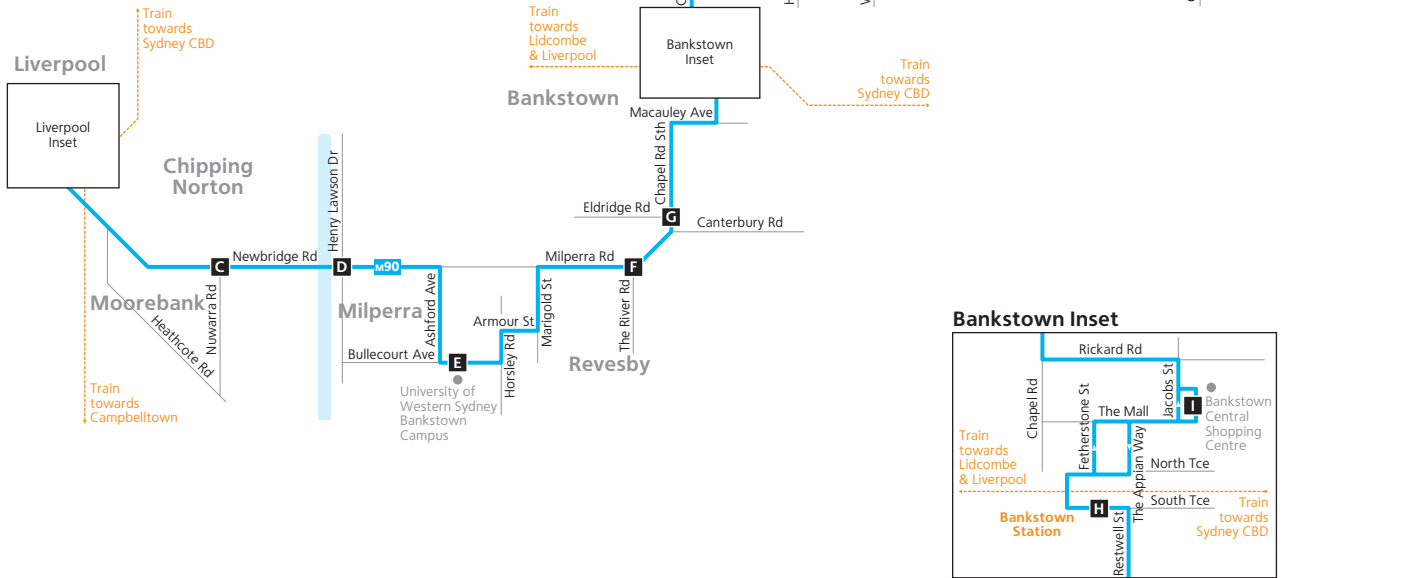 Train
towards
Sydney CBD
Liverpool
Liverpool
Inset
Chipping
Norton
Train
towards
Lidcombe
& Liverpool
Bankstown
Inset
Train
towards
Sydney CBD
Bankstown
Macauley Ave
Chapel Rd Sth
Eldridge Rd
G
Canterbury Rd
Henry Lawson Dr
C
Newbridge Rd
D
M90
Milperra Rd
F
Moorebank
Heathcote Rd
Nuwarra Rd
Milperra
Ashford Ave
Armour St
Marigold St
The River Rd
Bullecourt Ave
E
Horsley Rd
Revesby
University of
Western Sydney
Bankstown
Campus
Train
towards
Campbelltown
Bankstown Inset
Rickard Rd
Chapel Rd
Fetherstone St
The Mall
Jacobs St
I
Bankstown
Central
Shopping
Centre
Train
towards
Lidcombe
& Liverpool
The Appian Way
North Tce
South Tce
H
Bankstown
Station
Restwell St
Train
towards
Sydney CBD